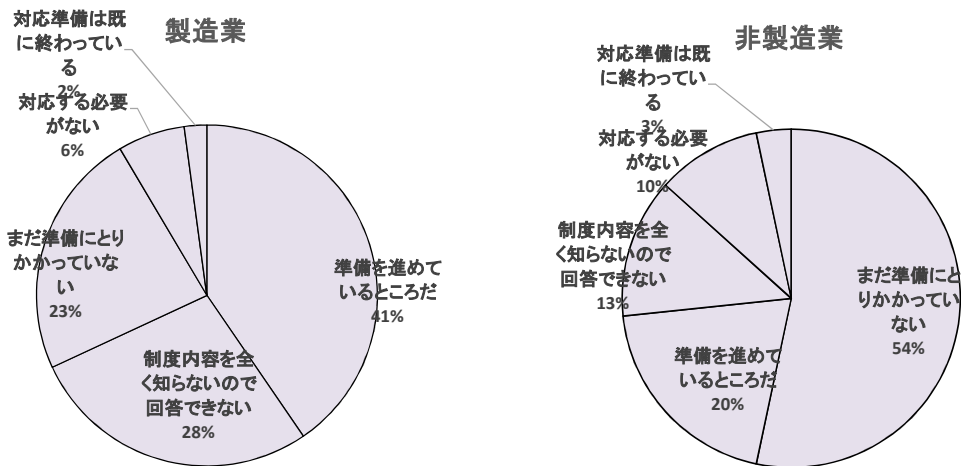 製造業
対応準備は既
に終わってい
る
2%
対応する必要
がない
6%
まだ準備にとり
かかっていな
い
23%
制度内容を全
く知らないので
回答できない
28%
準備を進めて
いるところだ
41%
非製造業
対応準備は既
に終わってい
る
3%
対応する必要
がない
10%
制度内容を全
く知らないので
回答できない
13%
準備を進めて
いるところだ
20%
まだ準備にと
りかかってい
ない
54%